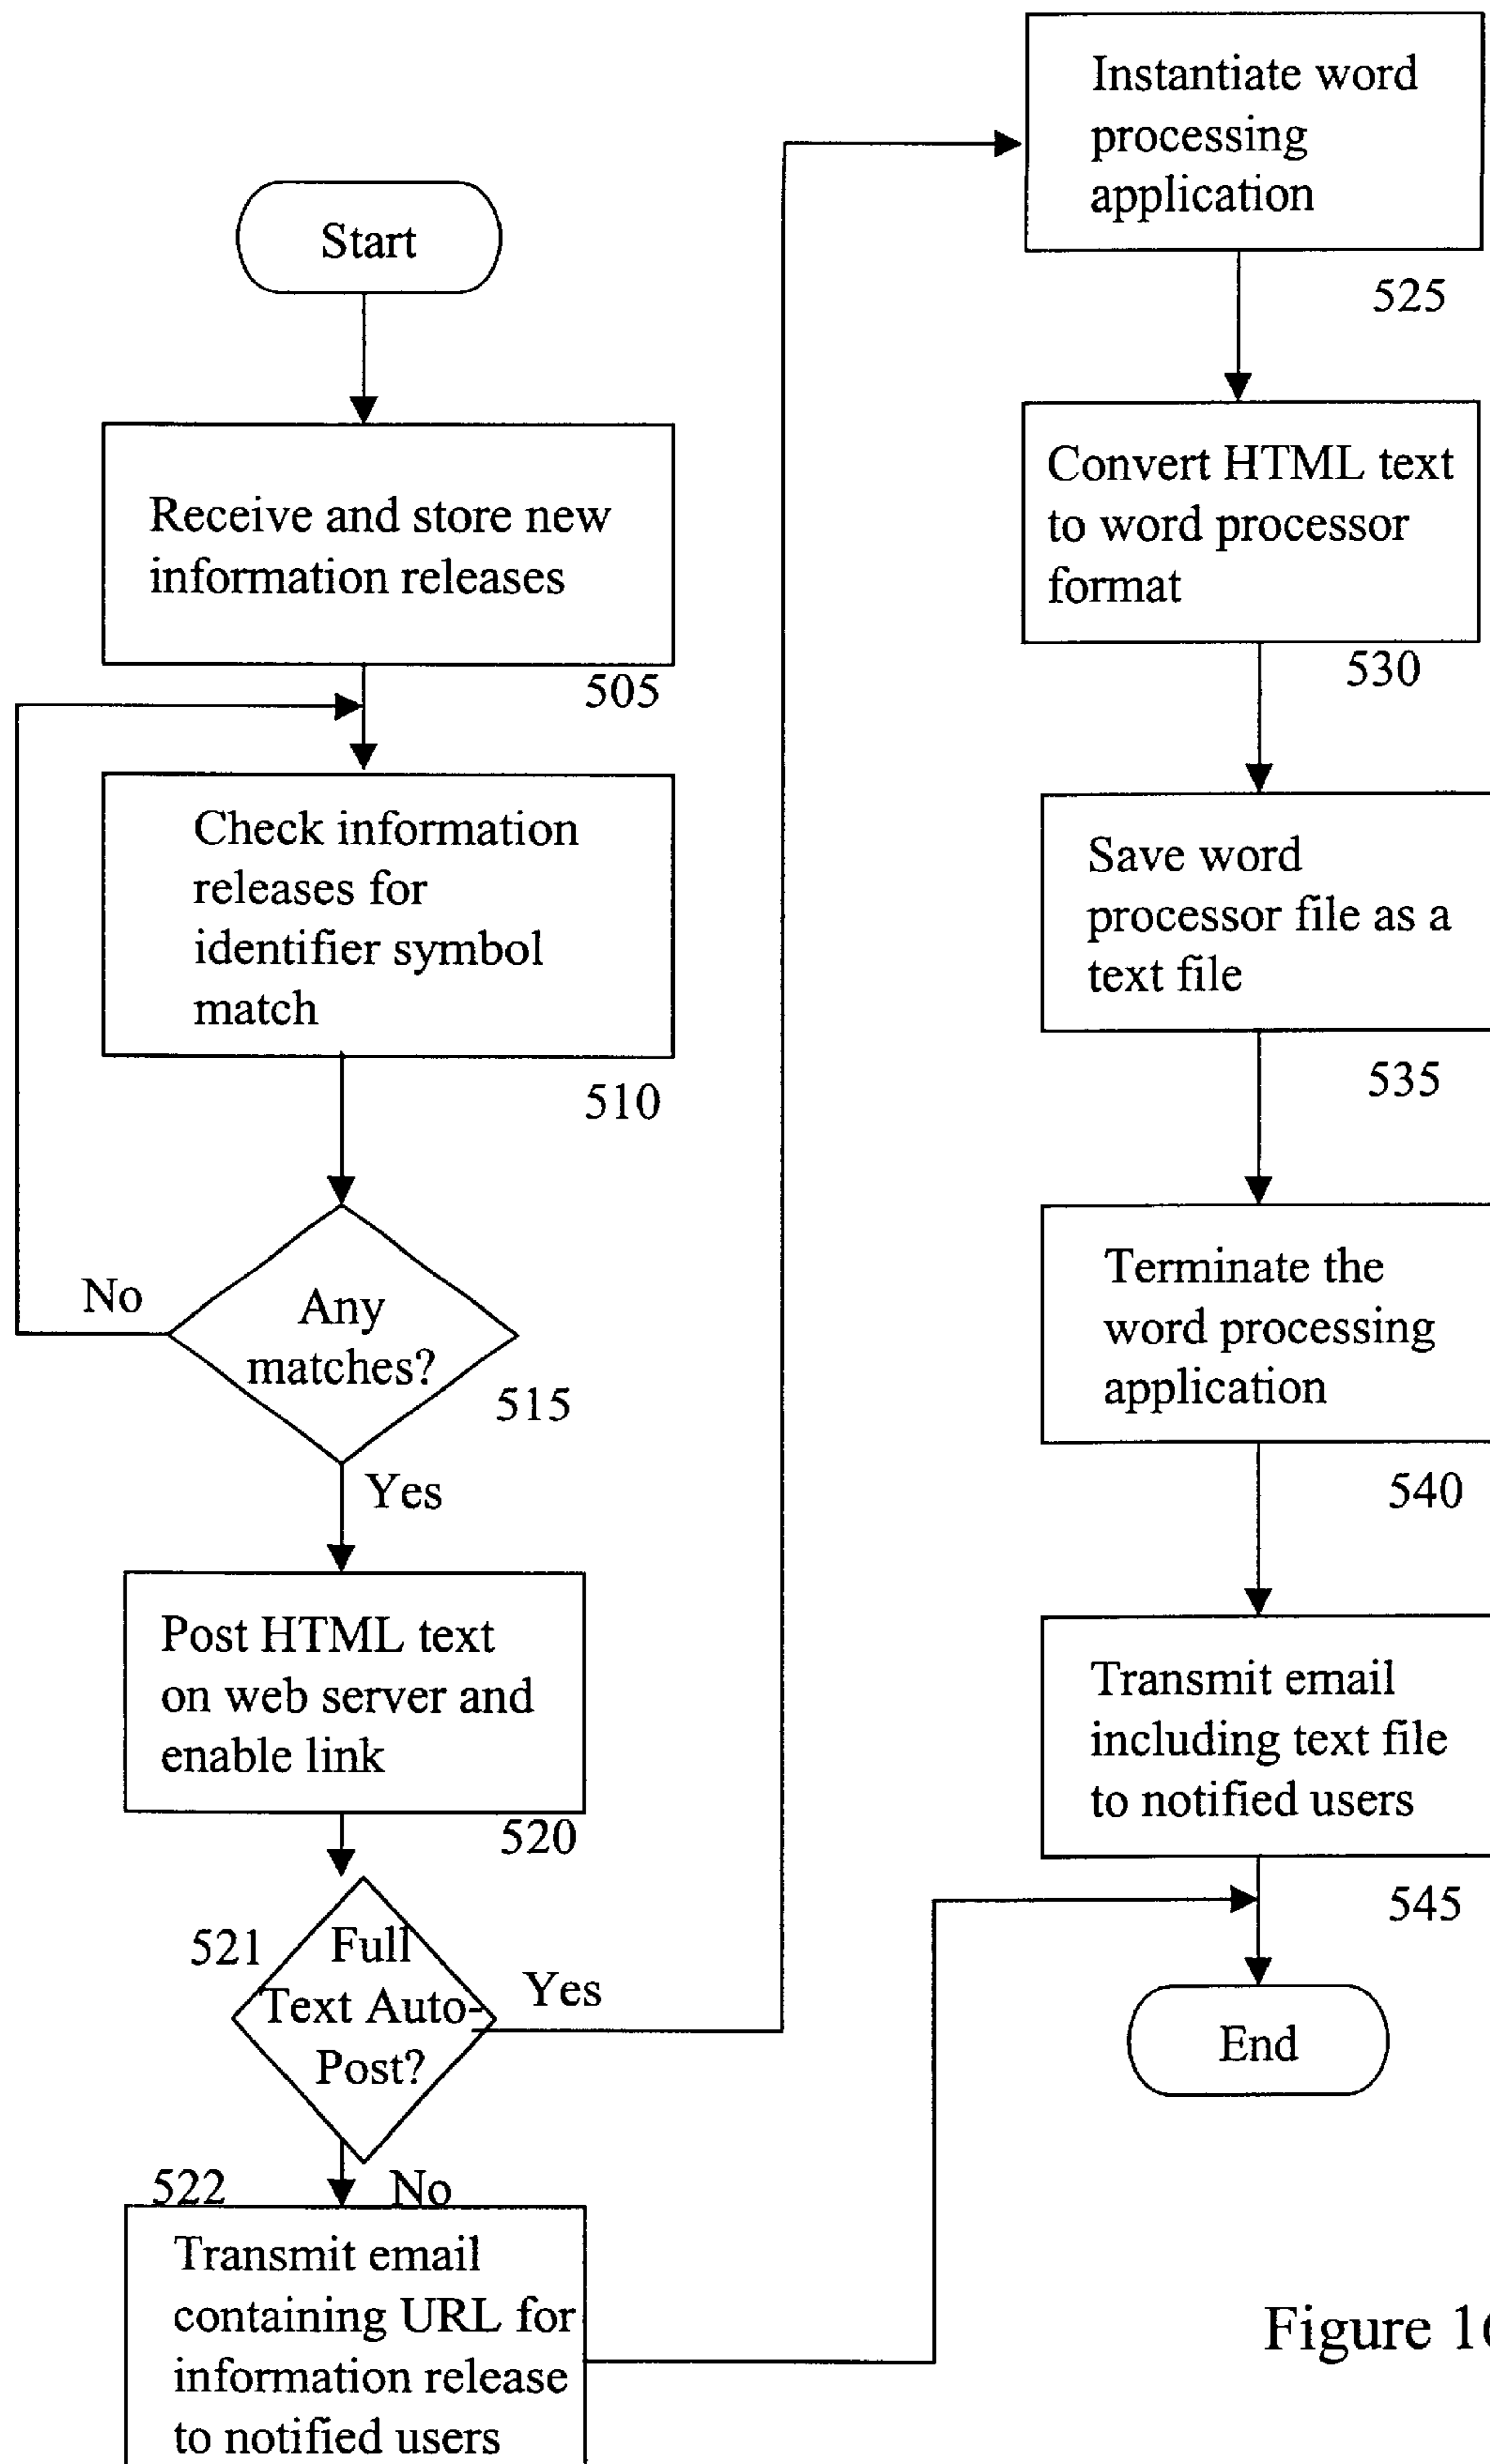 Start
Receive and store new
information releases
505
Check information
releases for
identifier symbol
match
510
Any
matches?
515
No
Yes
Post HTML text
on web server and
enable link
520
521
Full
Text Auto-
Post?
Yes
No
522
Transmit email
containing URL for
information release
to notified users
Instantiate word
processing
application
525
Convert HTML text
to word processor
format
530
Save word
processor file as a
text file
535
Terminate the
word processing
application
540
Transmit email
including text file
to notified users
545
End
Figure